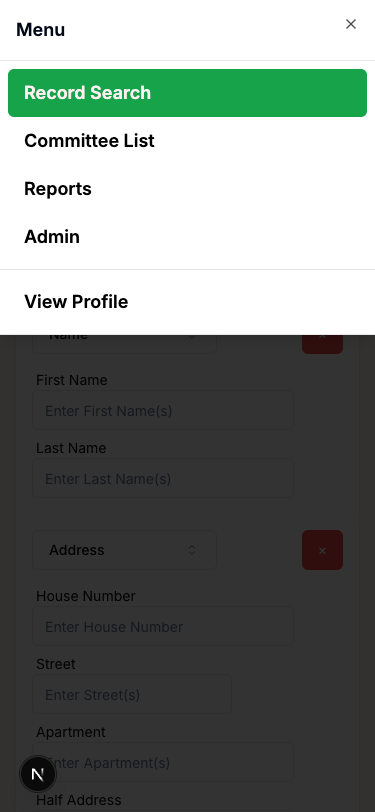 Menu
×
Record Search
Committee List
Reports
Admin
View Profile
Name
×
First Name
Enter First Name(s)
Last Name
Enter Last Name(s)
Address
×
House Number
Enter House Number
Street
Enter Street(s)
Apartment
Enter Apartment(s)
N
Half Address